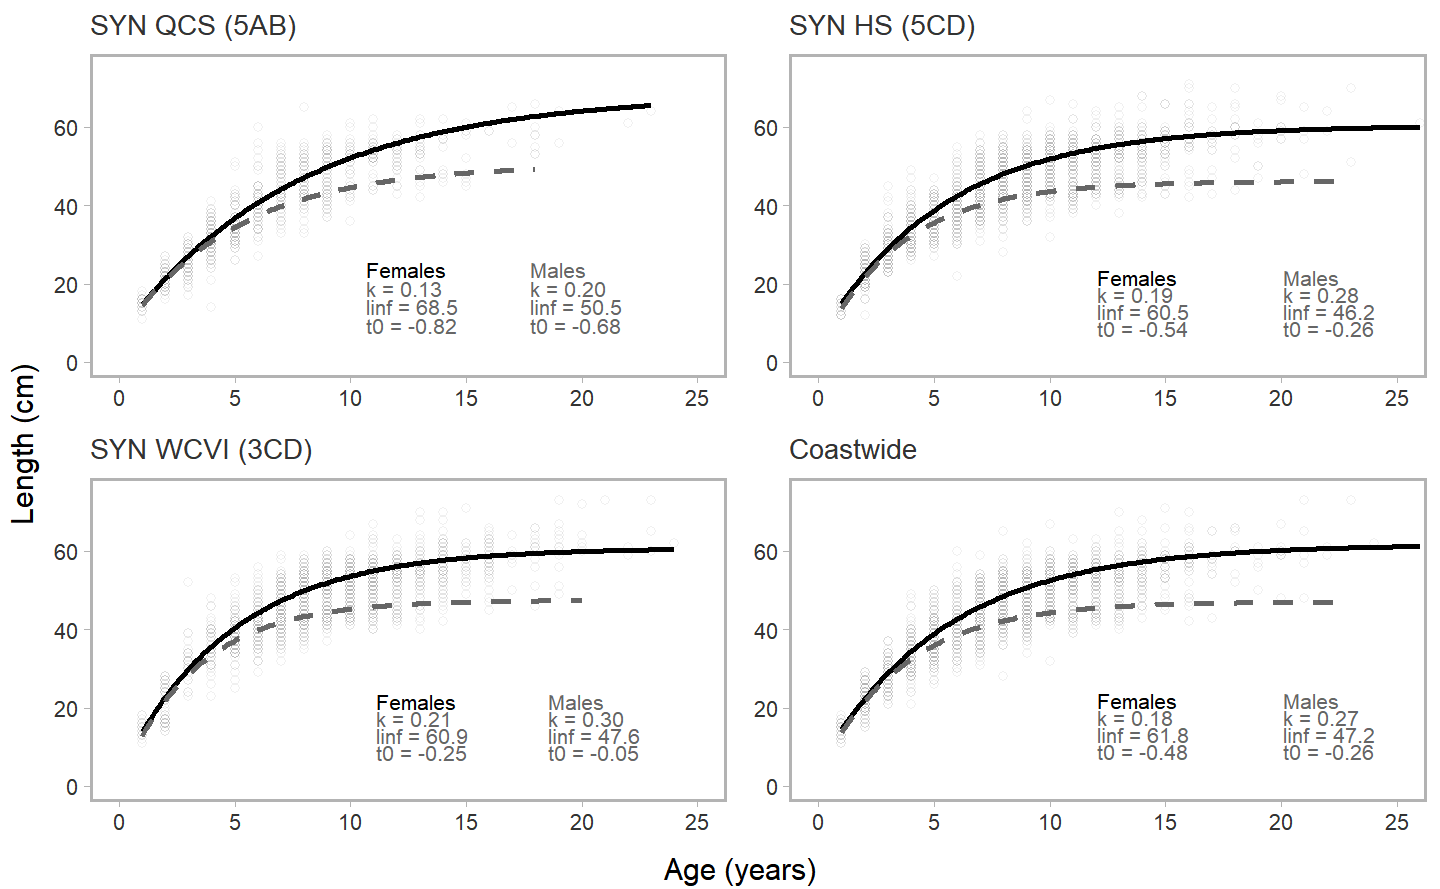 SYN QCS (5AB)
SYN HS (5CD)
60
40
20
0
Females
k = 0.13
linf = 68.5
t0 = -0.82
Males
k = 0.20
linf = 50.5
t0 = -0.68
0 5 10 15 20 25
60
40
20
0
Females
k = 0.19
linf = 60.5
t0 = -0.54
Males
k = 0.28
linf = 46.2
t0 = -0.26
0 5 10 15 20 25
Length (cm)
SYN WCVI (3CD)
Coastwide
60
40
20
0
Females
k = 0.21
linf = 60.9
t0 = -0.25
Males
k = 0.30
linf = 47.6
t0 = -0.05
0 5 10 15 20 25
60
40
20
0
Females
k = 0.18
linf = 61.8
t0 = -0.48
Males
k = 0.27
linf = 47.2
t0 = -0.26
0 5 10 15 20 25
Age (years)